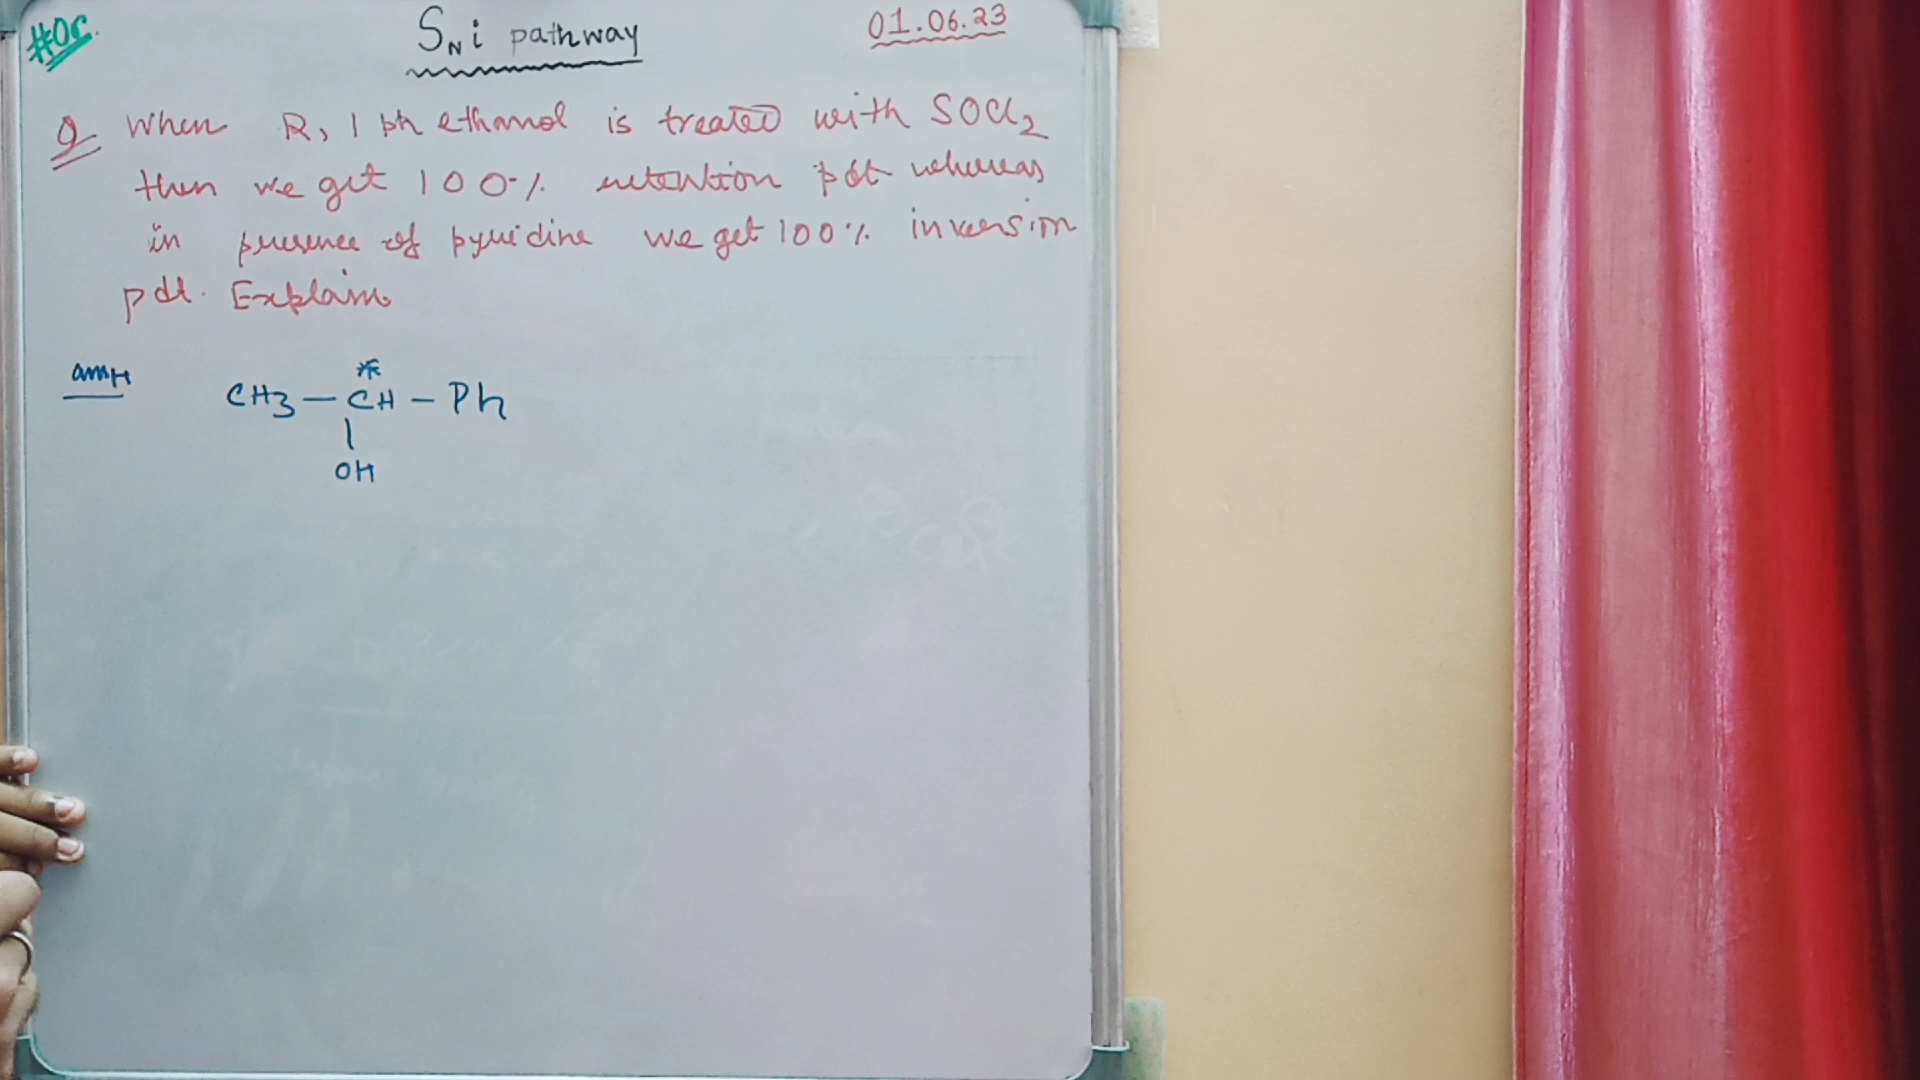 #OC
SN i pathway
01.06.23
Q When R, 1 ph ethanol is treated with SOCl2
then we get 100% retention pdt whereas
in presence of pyridine we get 100% inversion
pdt. Explain
ans
*
CH3 — CH — Ph
|
OH